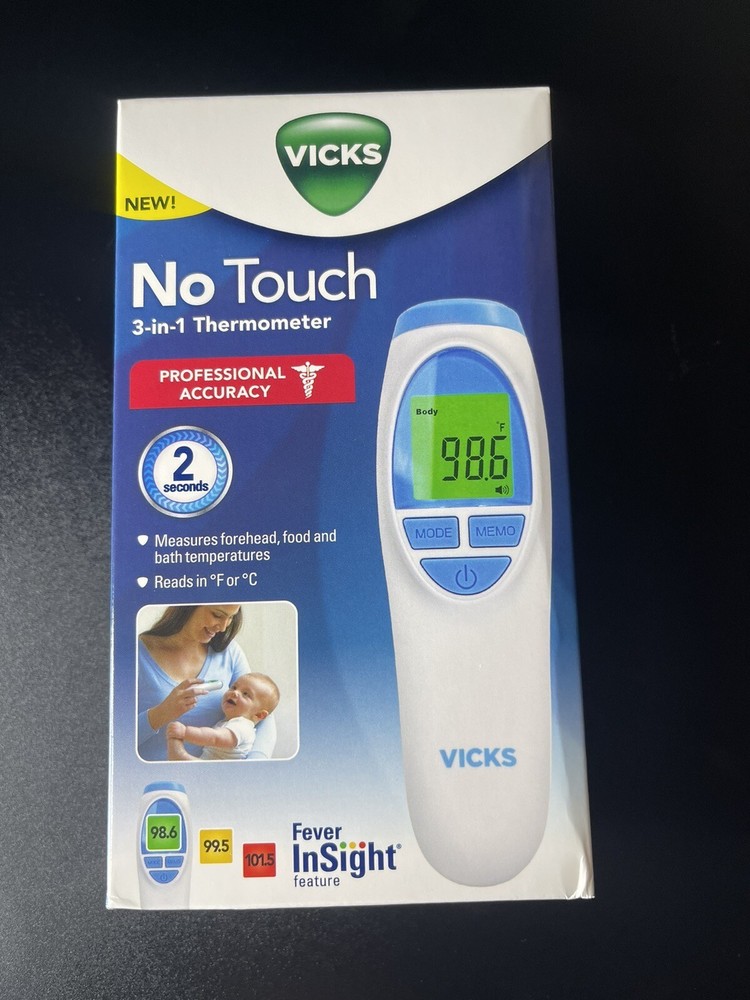 VICKS
NEW!
No Touch
3-in-1 Thermometer
PROFESSIONAL
ACCURACY
2
seconds
Measures forehead, food and
bath temperatures
Reads in °F or °C
Body
°F
98.6
MODE
MEMO
VICKS
98.6
99.5
101.5
Fever
InSight®
feature